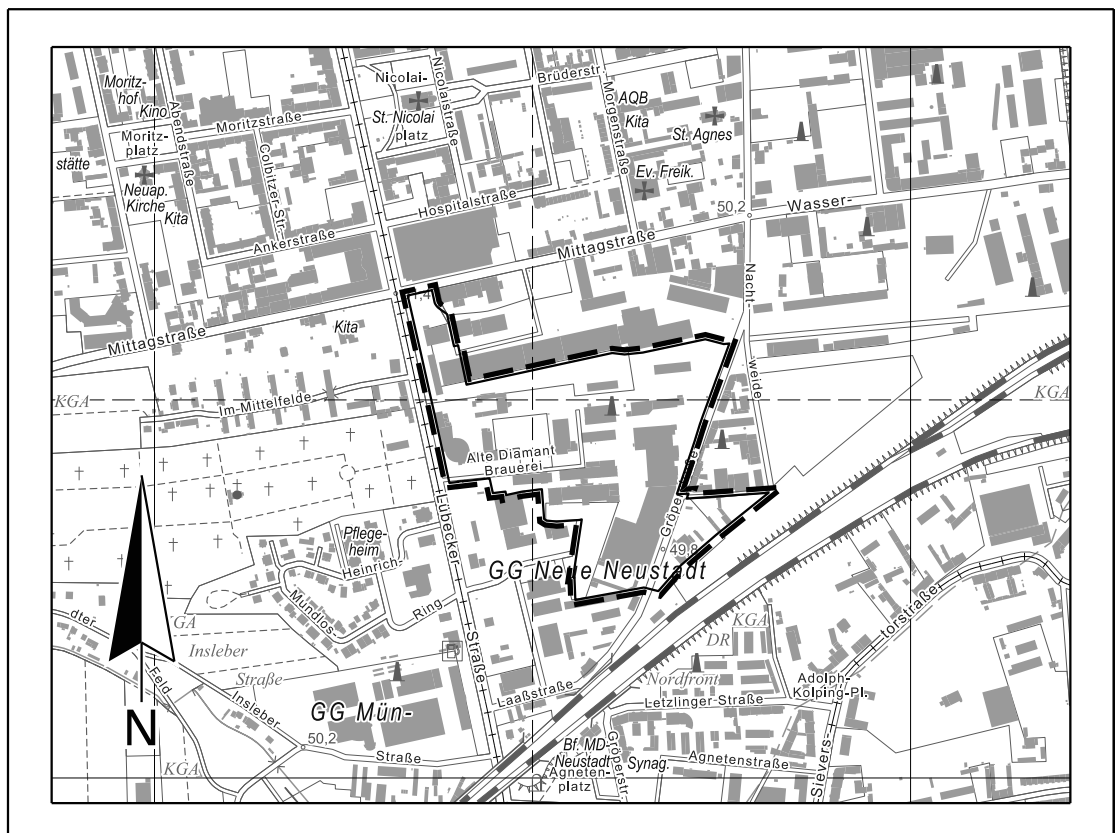 Moritz-
hof
Kino
Abendstraße
Moritzstraße
Moritz-
platz
stätte
Neuap.
Kirche
Kita
Colbitzer-Str.
Ankerstraße
Nicolai-
St. Nicolai
platz
Nicolaistraße
Brüderstr.
Morgenstraße
AQB
Kita
St. Agnes
Ev. Freik.
Hospitalstraße
50,2
Wasser-
Mittagstraße
Nacht-
weide
Mittagstraße
Kita
KGA
Im Mittelfelde
KGA
Alte Diamant
Brauerei
Lübecker
Straße
Pflege-
heim
Heinrich-
Mündlos-
Ring
49,8
GG Neue Neustadt
dter
Feld
Insleber
Straße
Insleber
Straße
50,2
KGA
N
GG Mün-
B
Laaßstraße
KGA
DR
Nordfront
Letzlinger Straße
Adolph-
Kolping-Pl.
torstraße
Sievers-
Bf. MD-
Neustadt
Agneten-
platz
Gröperstr.
Synag.
Agnetenstraße